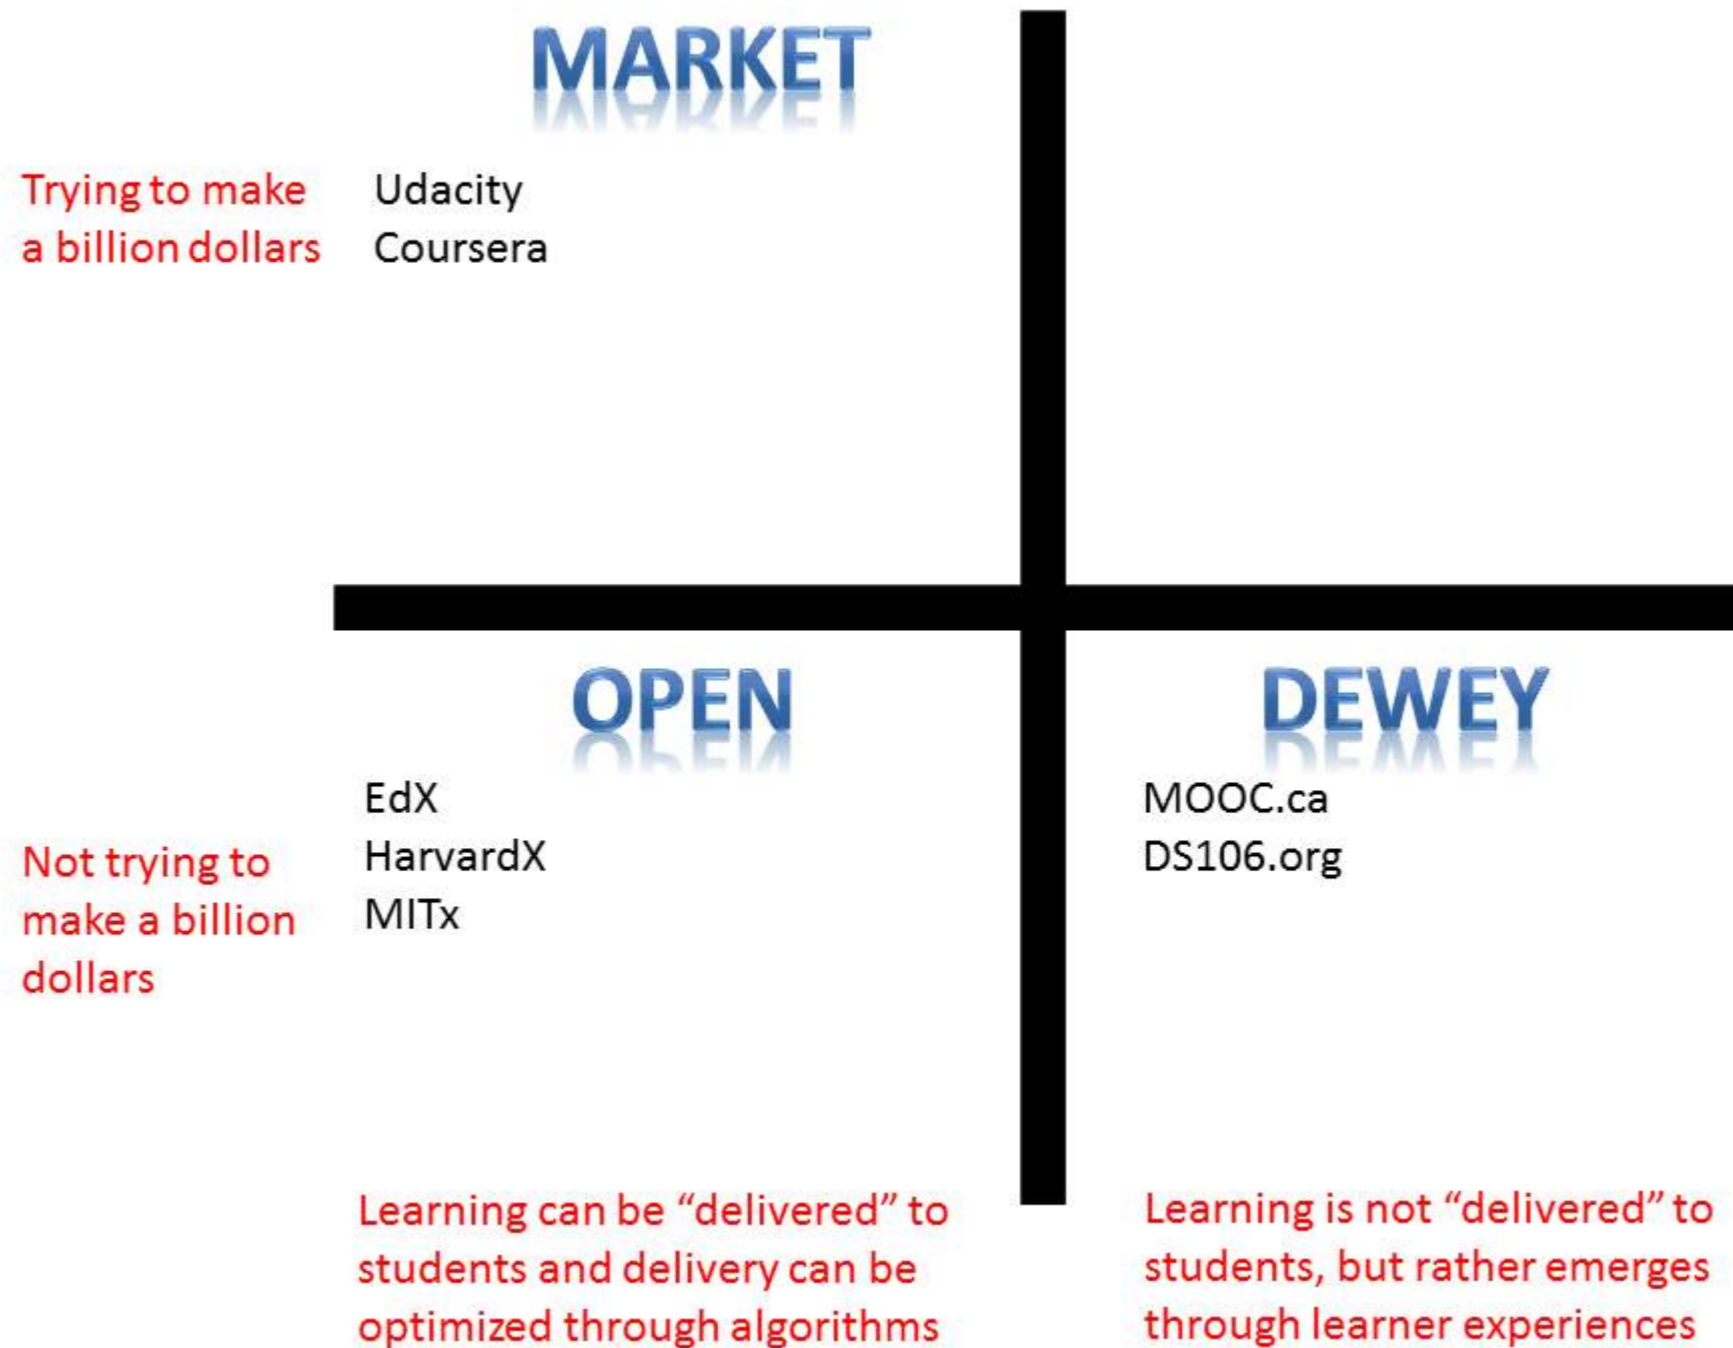 MARKET
Trying to make
a billion dollars
Udacity
Coursera
OPEN
EdX
HarvardX
MITx
DEWEY
MOOC.ca
DS106.org
Not trying to
make a billion
dollars
Learning can be “delivered” to
students and delivery can be
optimized through algorithms
Learning is not “delivered” to
students, but rather emerges
through learner experiences